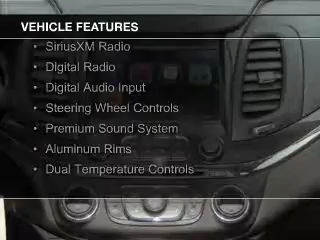 VEHICLE FEATURES
• SiriusXM Radio
• Digital Radio
• Digital Audio Input
• Steering Wheel Controls
• Premium Sound System
• Aluminum Rims
• Dual Temperature Controls